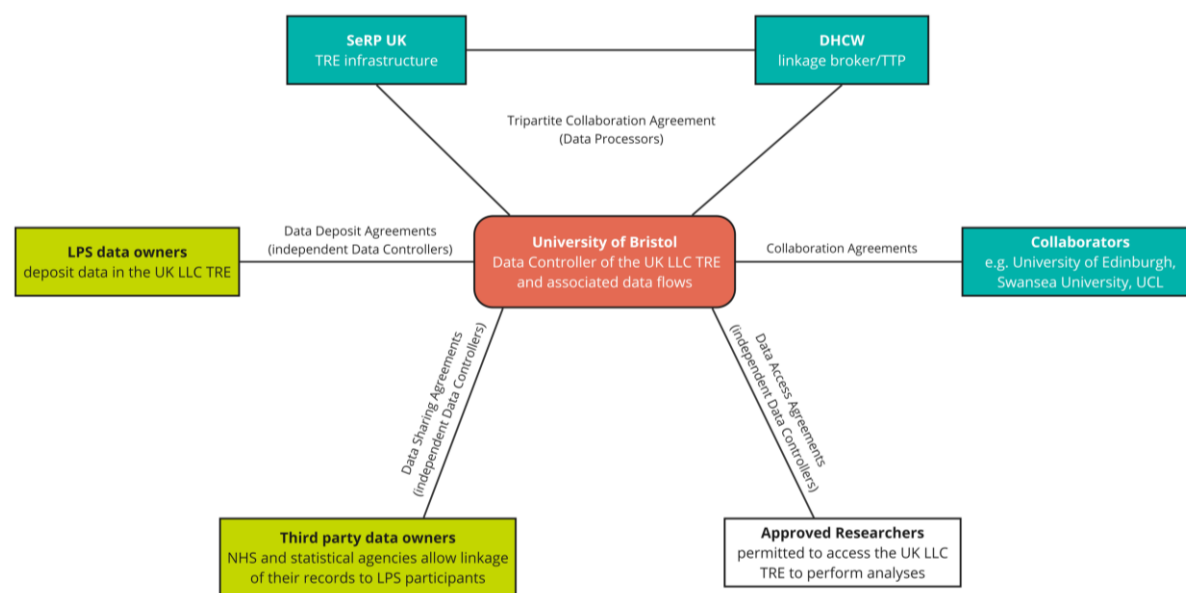 SeRP UK
TRE infrastructure
DHCW
linkage broker/TTP
Tripartite Collaboration Agreement
(Data Processors)
LPS data owners
deposit data in the UK LLC TRE
Data Deposit Agreements
(independent Data Controllers)
University of Bristol
Data Controller of the UK LLC TRE
and associated data flows
Collaboration Agreements
Collaborators
e.g. University of Edinburgh,
Swansea University, UCL
Data Sharing Agreements
(independent Data Controllers)
Data Access Agreements
(independent Data Controllers)
Third party data owners
NHS and statistical agencies allow linkage
of their records to LPS participants
Approved Researchers
permitted to access the UK LLC
TRE to perform analyses